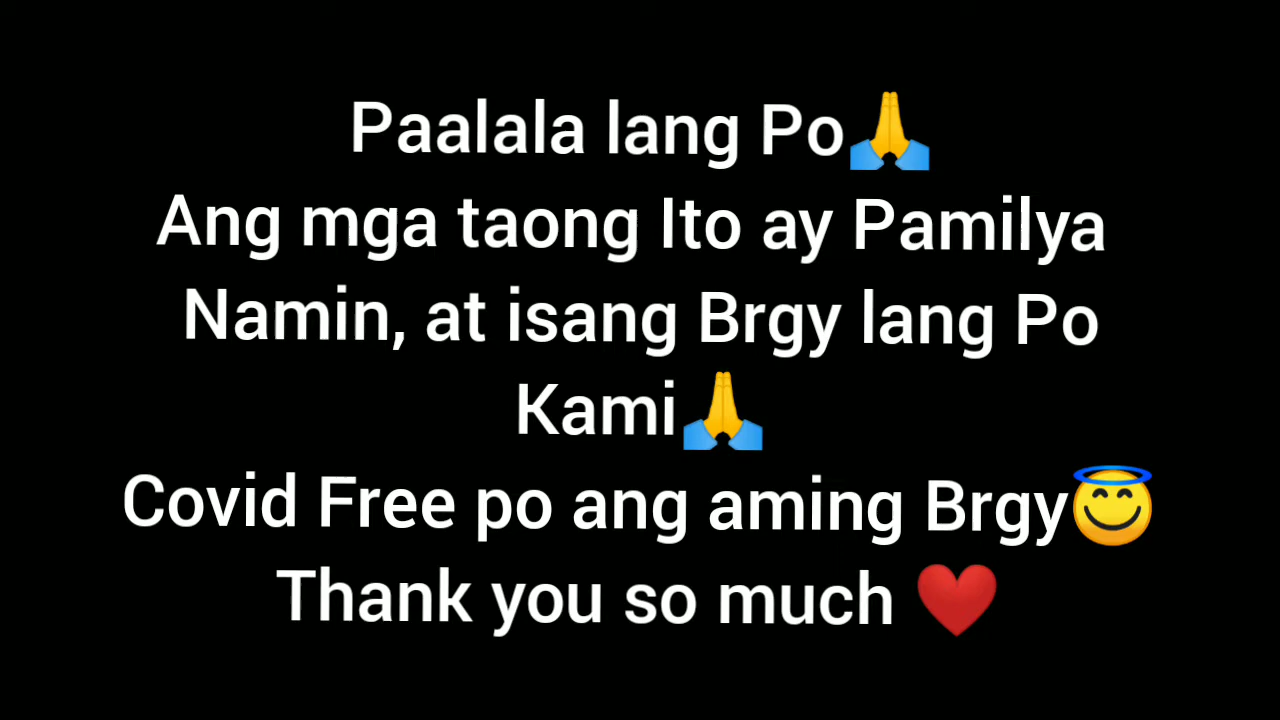 Paalala lang Po🙏
Ang mga taong Ito ay Pamilya
Namin, at isang Brgy lang Po
Kami🙏
Covid Free po ang aming Brgy😇
Thank you so much ❤️